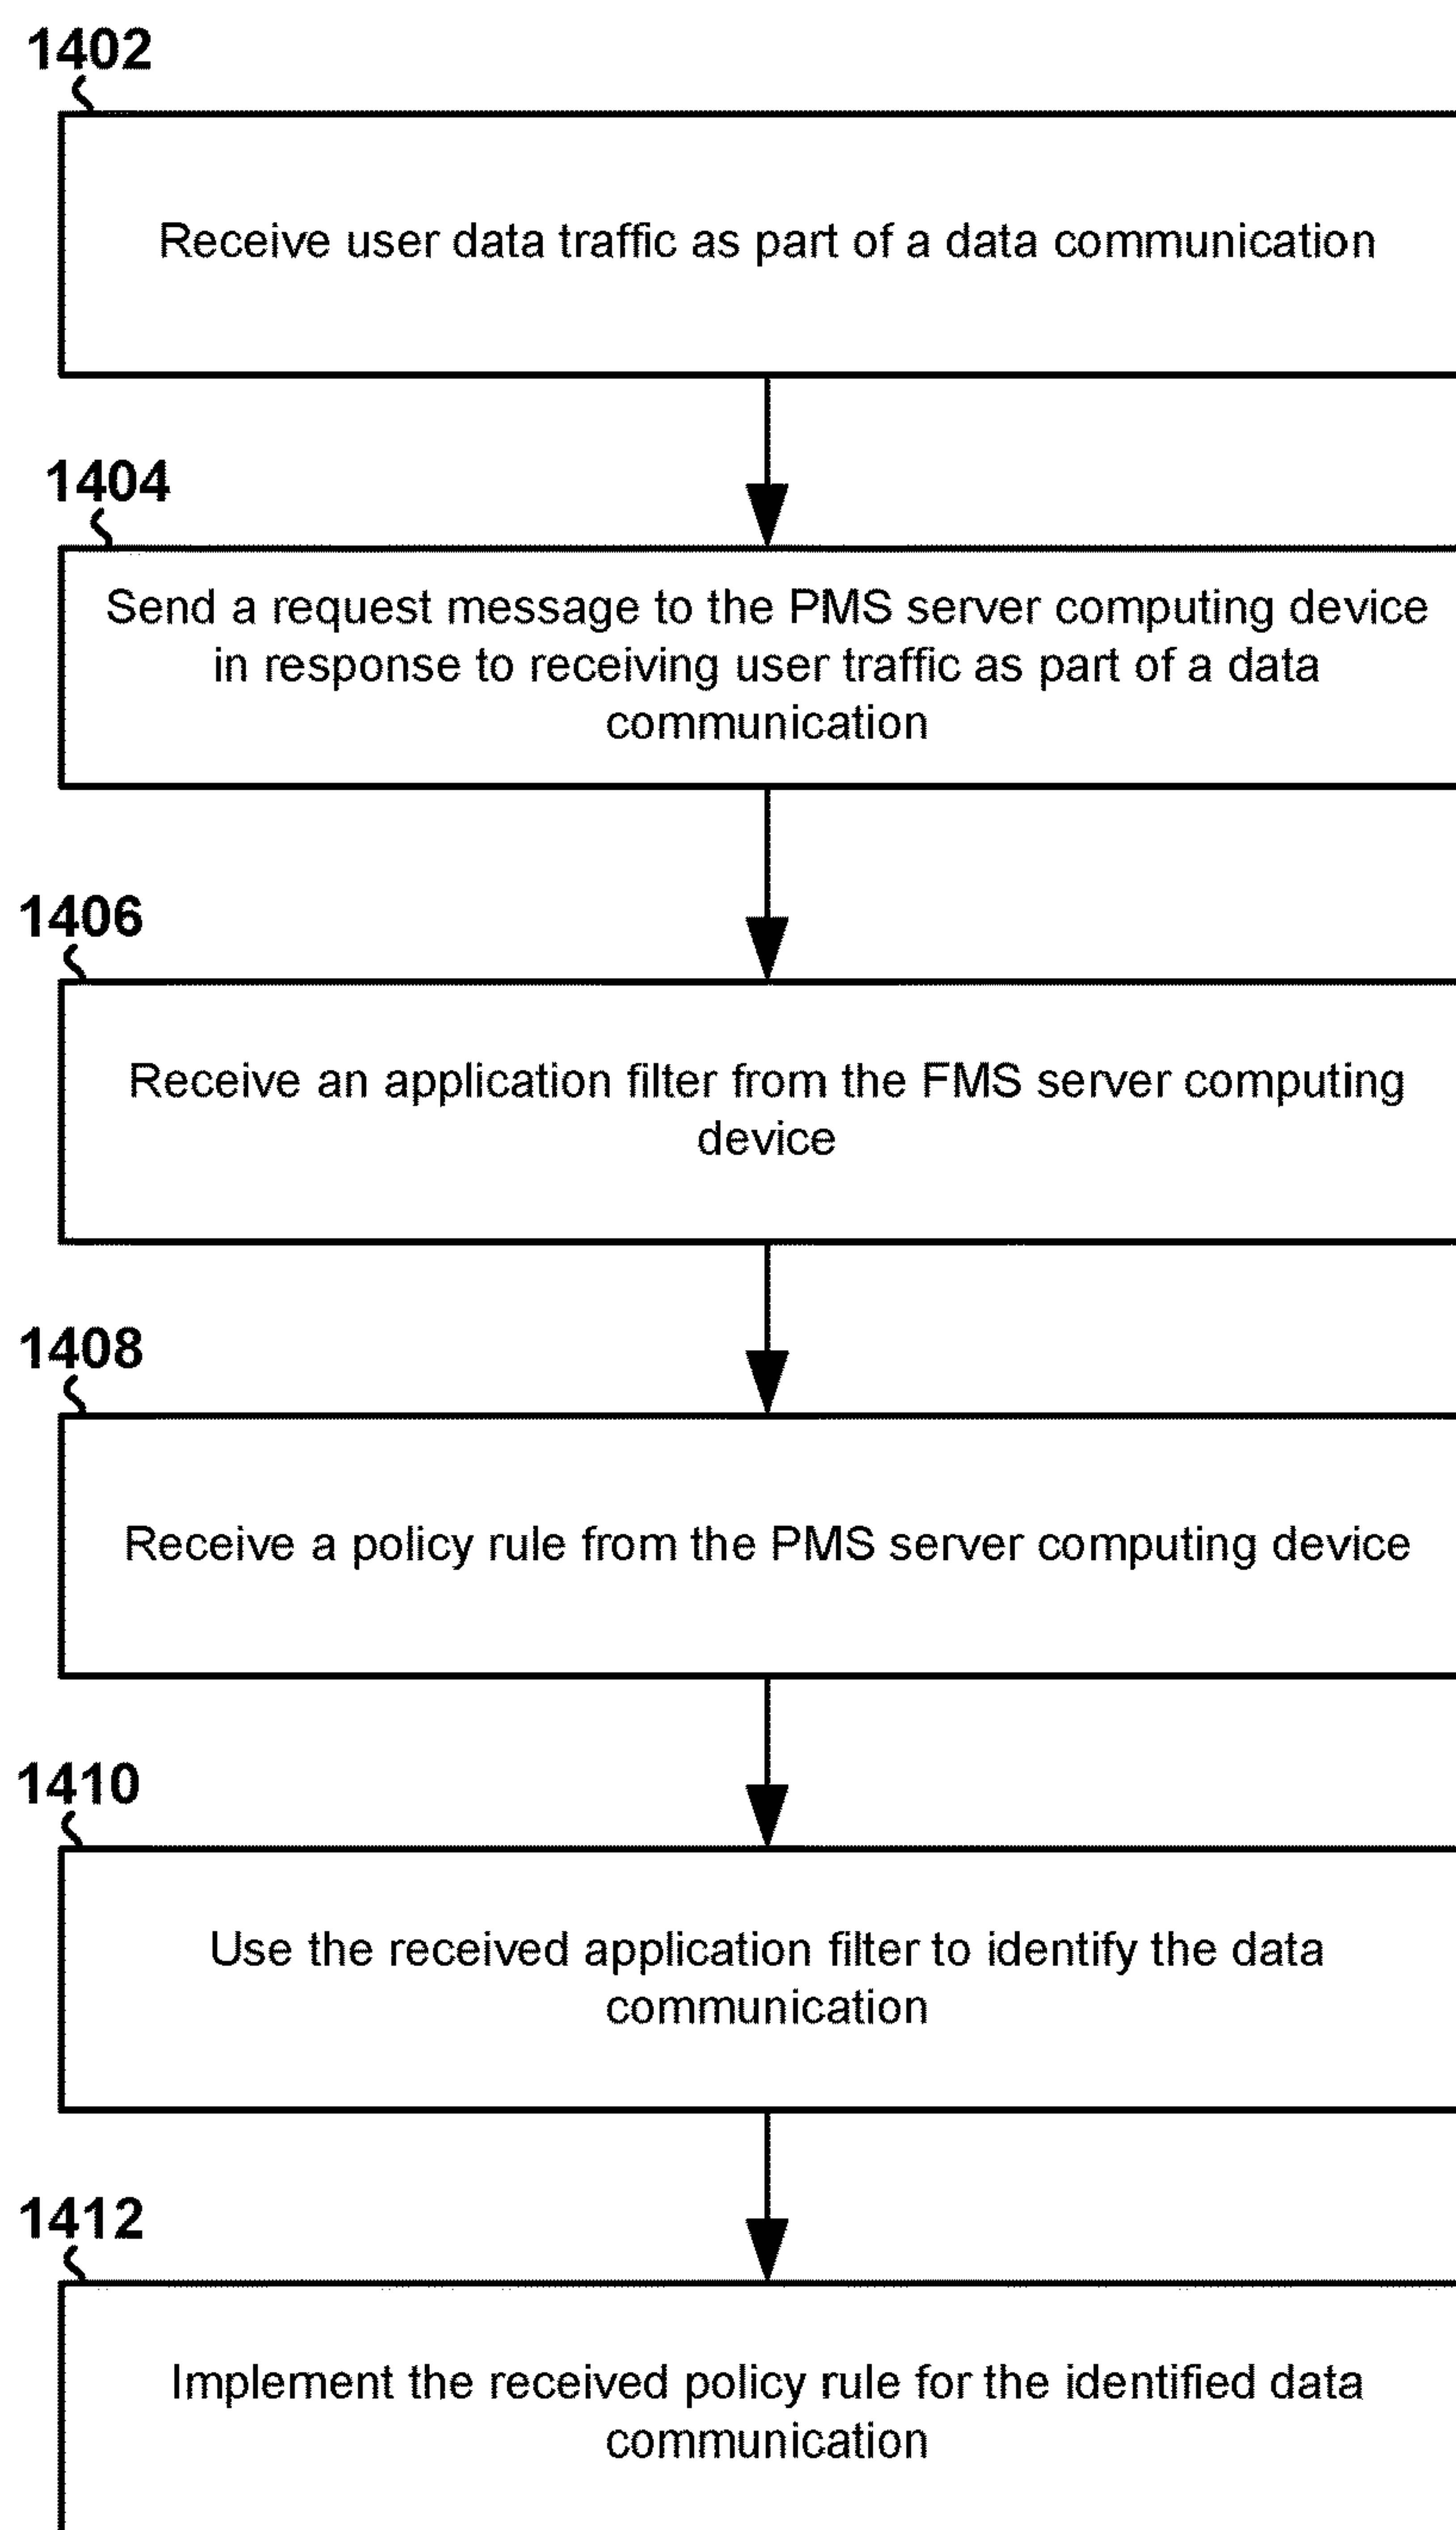 1402
Receive user data traffic as part of a data communication
1404
Send a request message to the PMS server computing device
in response to receiving user traffic as part of a data
communication
1406
Receive an application filter from the FMS server computing
device
1408
Receive a policy rule from the PMS server computing device
1410
Use the received application filter to identify the data
communication
1412
Implement the received policy rule for the identified data
communication